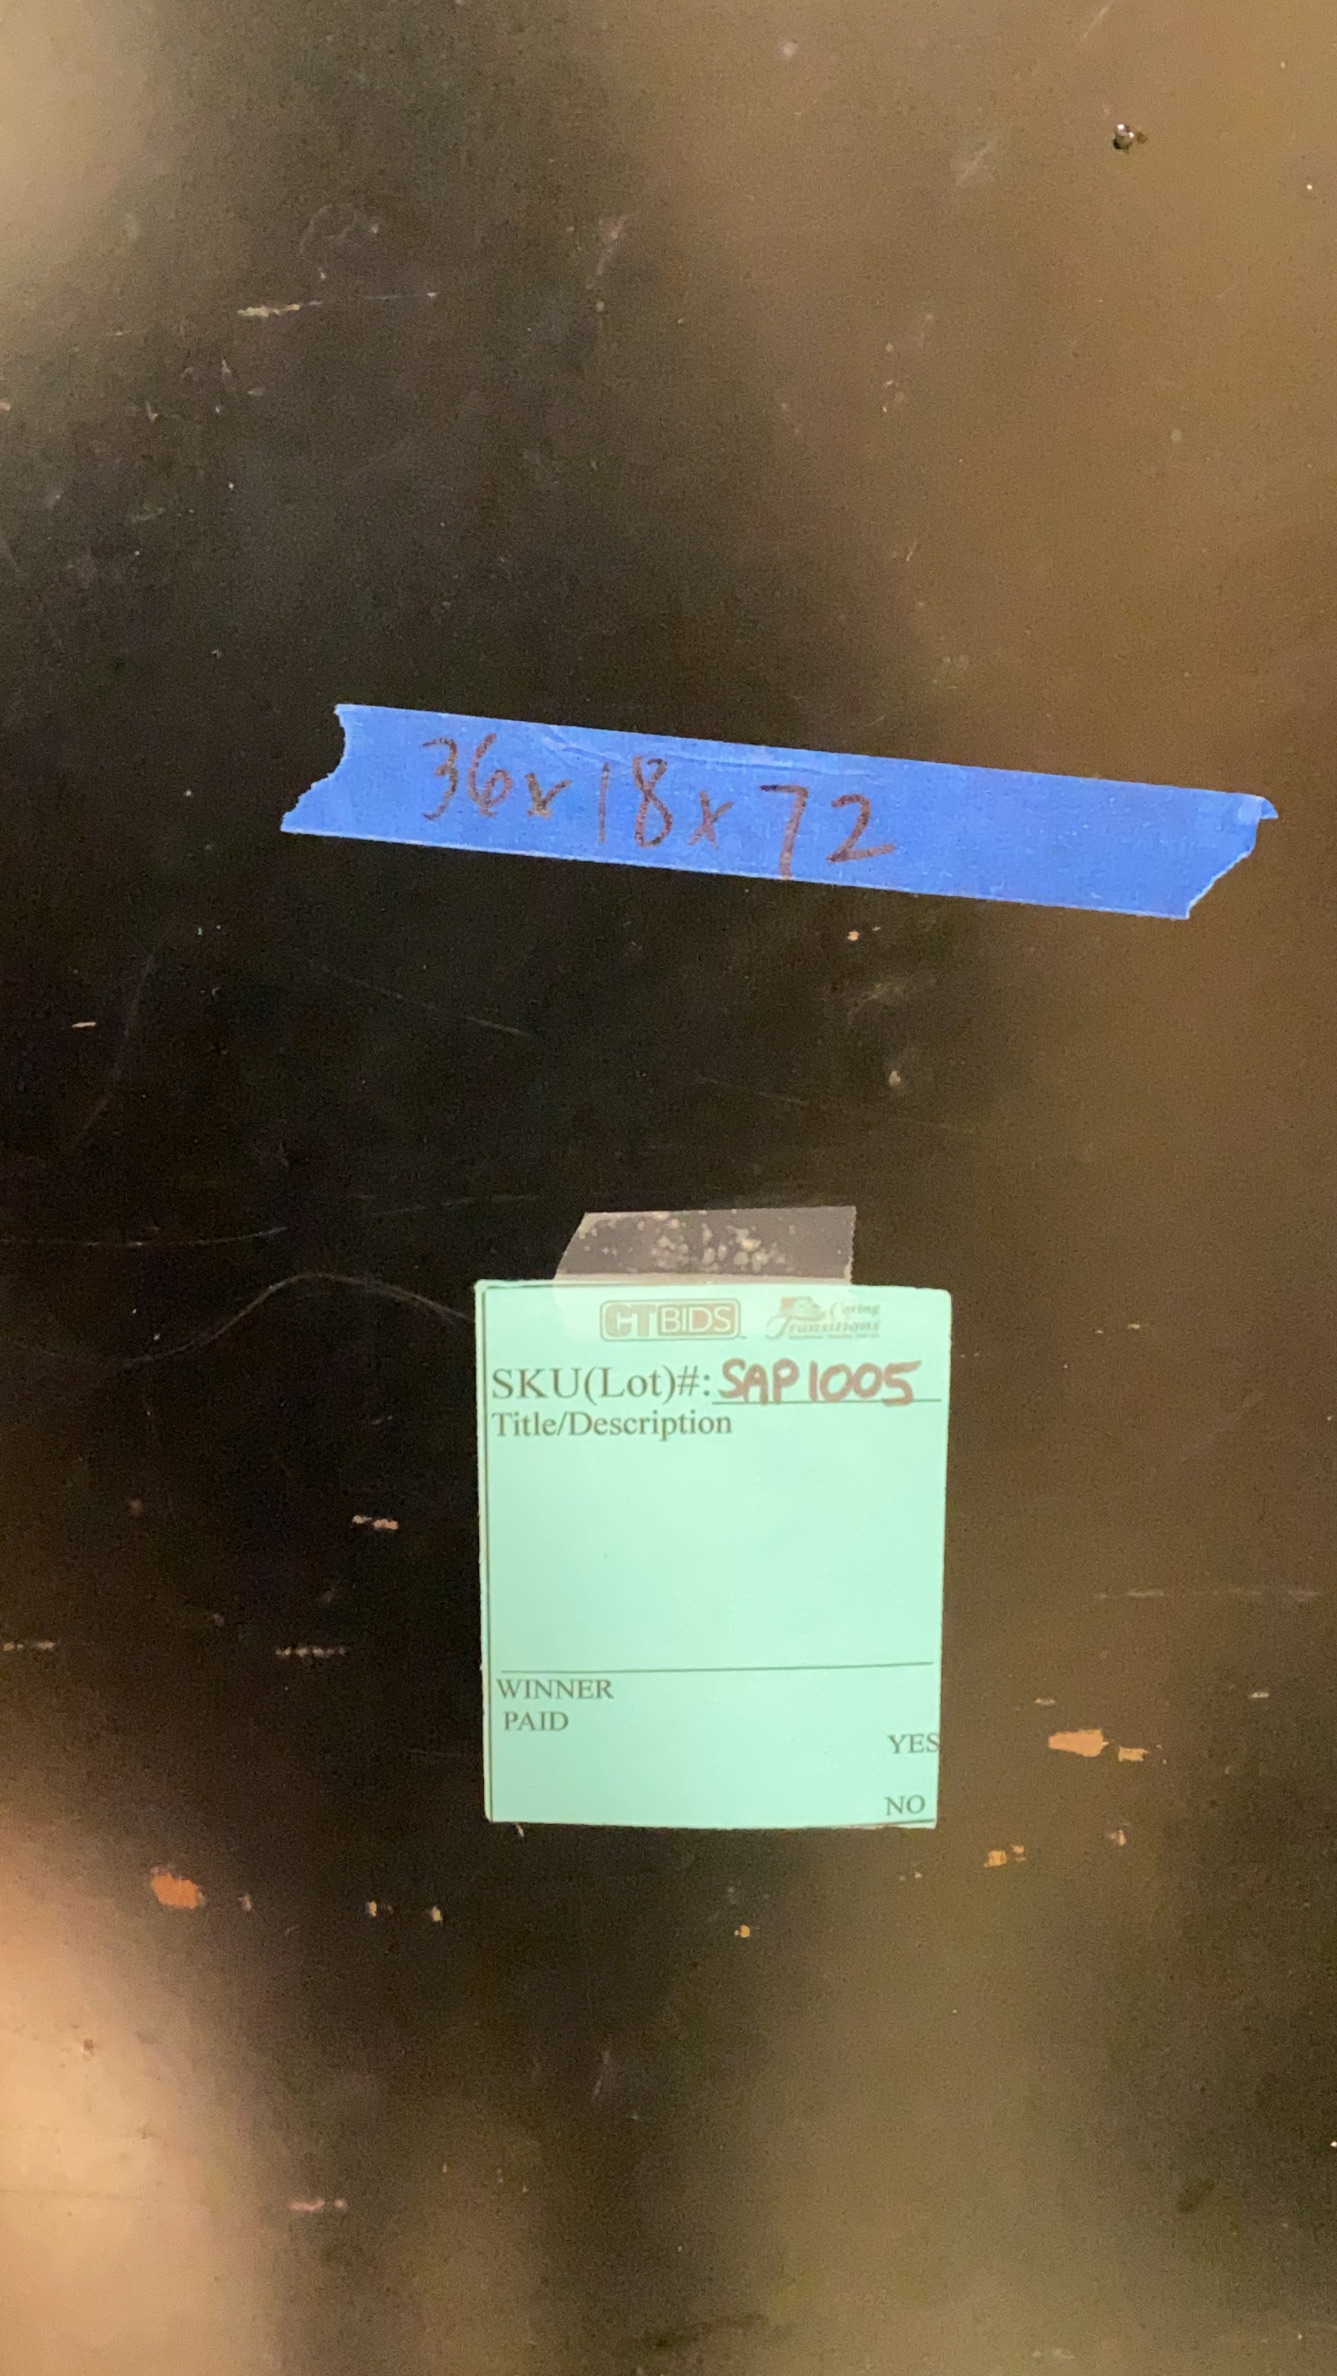 36x18x72
CTBIDS Caring Transitions
SKU(Lot)#: SAP1005
Title/Description
WINNER
PAID
YES
NO